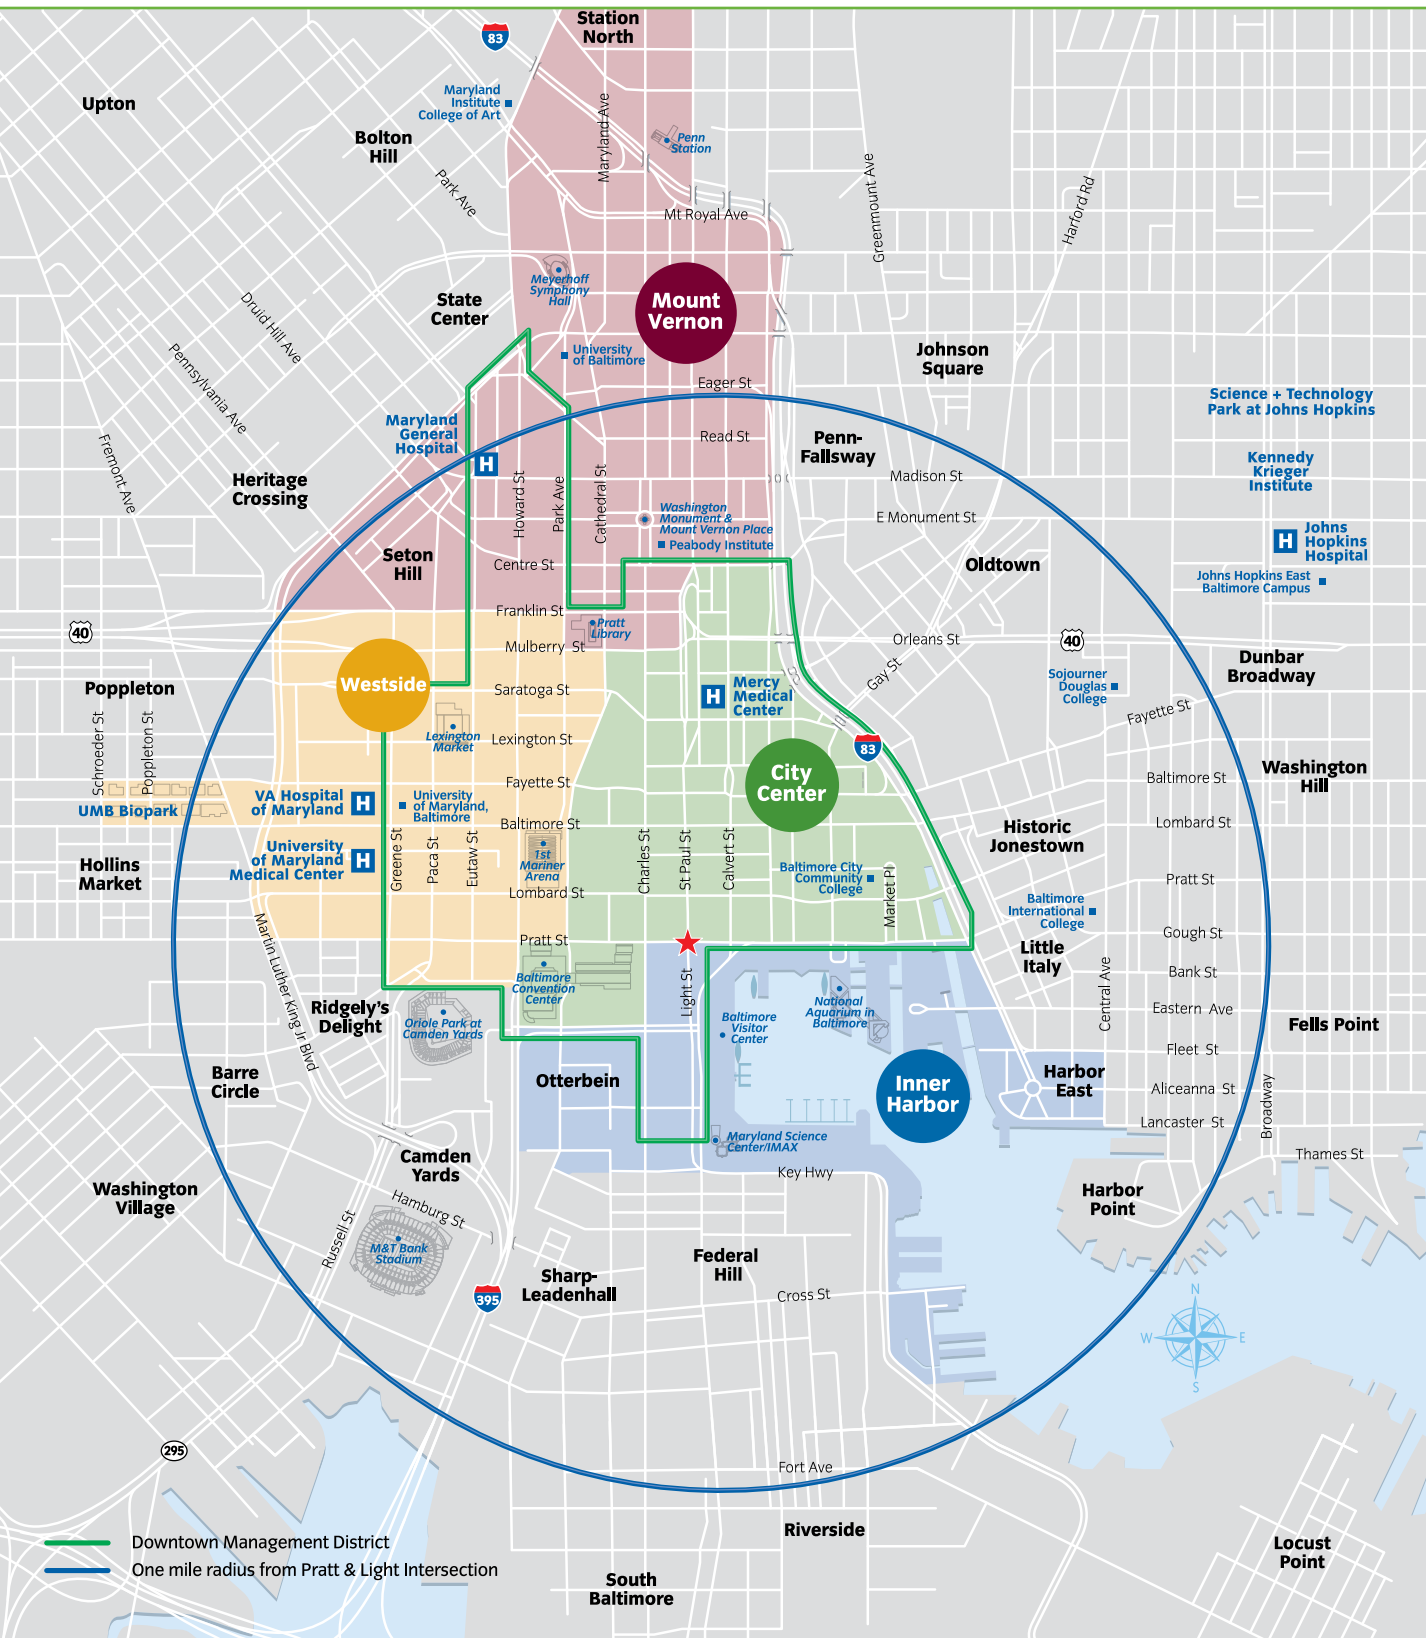 Station
North
83
Maryland
Institute
College of Art
Upton
Bolton
Hill
Maryland Ave
Penn
Station
Park Ave
Greenmount Ave
Harford Rd
Mt Royal Ave
Meyerhoff
Symphony
Hall
Mount
Vernon
State
Center
Druid Hill Ave
University
of Baltimore
Johnson
Square
Pennsylvania Ave
Eager St
Science + Technology
Park at Johns Hopkins
Maryland
General
Hospital
H
Read St
Penn-
Fallsway
Fremont Ave
Heritage
Crossing
Howard St
Park Ave
Cathedral St
Madison St
Kennedy
Krieger
Institute
Washington
Monument &
Mount Vernon Place
Peabody Institute
E Monument St
H
Johns
Hopkins
Hospital
Seton
Hill
Centre St
Oldtown
Johns Hopkins East
Baltimore Campus
Franklin St
40
Pratt
Library
Mulberry St
Orleans St
40
Westside
Poppleton
Saratoga St
H
Mercy
Medical
Center
Gay St
Sojourner
Douglas
College
Dunbar
Broadway
Schroeder St
Poppleton St
Lexington
Market
Lexington St
Fayette St
83
City
Center
Fayette St
Baltimore St
Washington
Hill
UMB Biopark
VA Hospital
of Maryland
H
University
of Maryland,
Baltimore
Baltimore St
Lombard St
Historic
Jonestown
University
of Maryland
Medical Center
H
Greene St
Paca St
Eutaw St
1st
Mariner
Arena
Charles St
St Paul St
Calvert St
Baltimore City
Community
College
Market Pl
Hollins
Market
Lombard St
Pratt St
Baltimore
International
College
Martin Luther King Jr Blvd
Pratt St
Gough St
Little
Italy
Baltimore
Convention
Center
Light St
Bank St
Central Ave
National
Aquarium in
Baltimore
Ridgely's
Delight
Oriole Park at
Camden Yards
Baltimore
Visitor
Center
Eastern Ave
Fells Point
Fleet St
Barre
Circle
Otterbein
Inner
Harbor
Harbor
East
Aliceanna St
Broadway
Lancaster St
Maryland Science
Center/IMAX
Camden
Yards
Key Hwy
Thames St
Washington
Village
Hamburg St
Harbor
Point
Russell St
M&T Bank
Stadium
Federal
Hill
Sharp-
Leadenhall
395
Cross St
N
W
E
S
295
Fort Ave
Downtown Management District
One mile radius from Pratt & Light Intersection
Riverside
Locust
Point
South
Baltimore